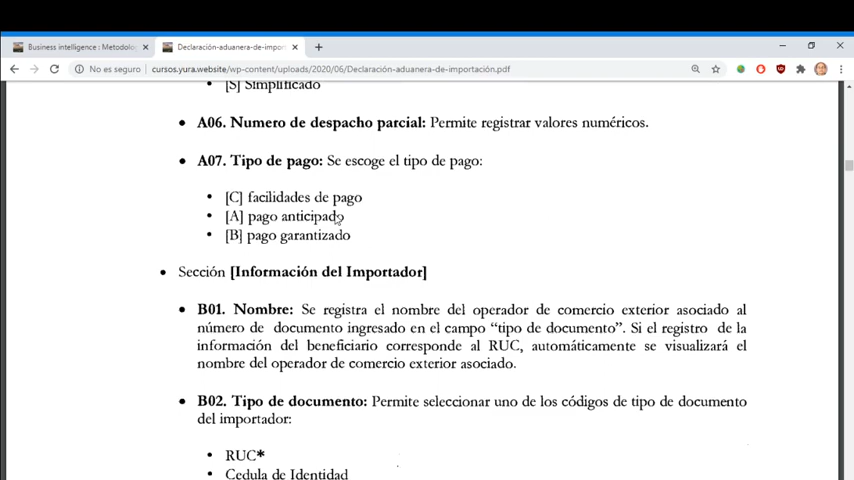 Business intelligence : Metodolo
Declaración-aduanera-de-import
No es seguro | cursos.yura.website/wp-content/uploads/2020/06/Declaración-aduanera-de-importación.pdf
• [S] Simplificado
• A06. Numero de despacho parcial: Permite registrar valores numéricos.
• A07. Tipo de pago: Se escoge el tipo de pago:
• [C] facilidades de pago
• [A] pago anticipado
• [B] pago garantizado
• Sección [Información del Importador]
• B01. Nombre: Se registra el nombre del operador de comercio exterior asociado al
número de documento ingresado en el campo “tipo de documento”. Si el registro de la
información del beneficiario corresponde al RUC, automáticamente se visualizará el
nombre del operador de comercio exterior asociado.
• B02. Tipo de documento: Permite seleccionar uno de los códigos de tipo de documento
del importador:
• RUC*
• Cedula de Identidad